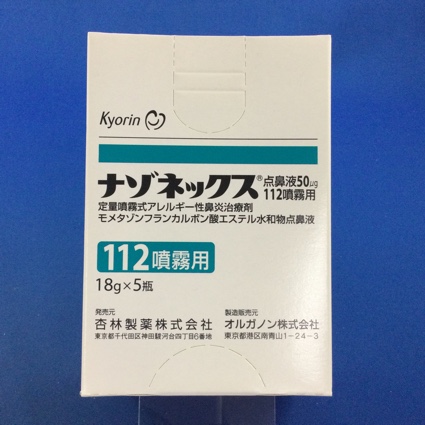 Kyorin
ナゾネックス®点鼻液50μg
112噴霧用
定量噴霧式アレルギー性鼻炎治療剤
モメタゾンフランカルボン酸エステル水和物点鼻液
112噴霧用
18g×5瓶
発売元
杏林製薬株式会社
東京都千代田区神田駿河台四丁目6番地
製造販売元
オルガノン株式会社
東京都港区南青山1-24-3